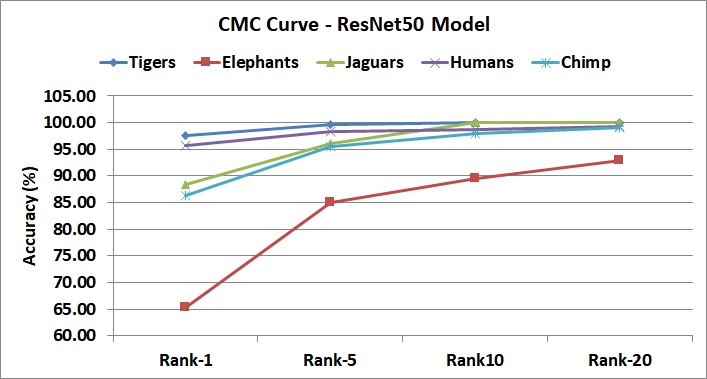 CMC Curve - ResNet50 Model
Tigers Elephants Jaguars Humans Chimp
Accuracy (%)
105.00
100.00
95.00
90.00
85.00
80.00
75.00
70.00
65.00
60.00
Rank-1 Rank-5 Rank10 Rank-20